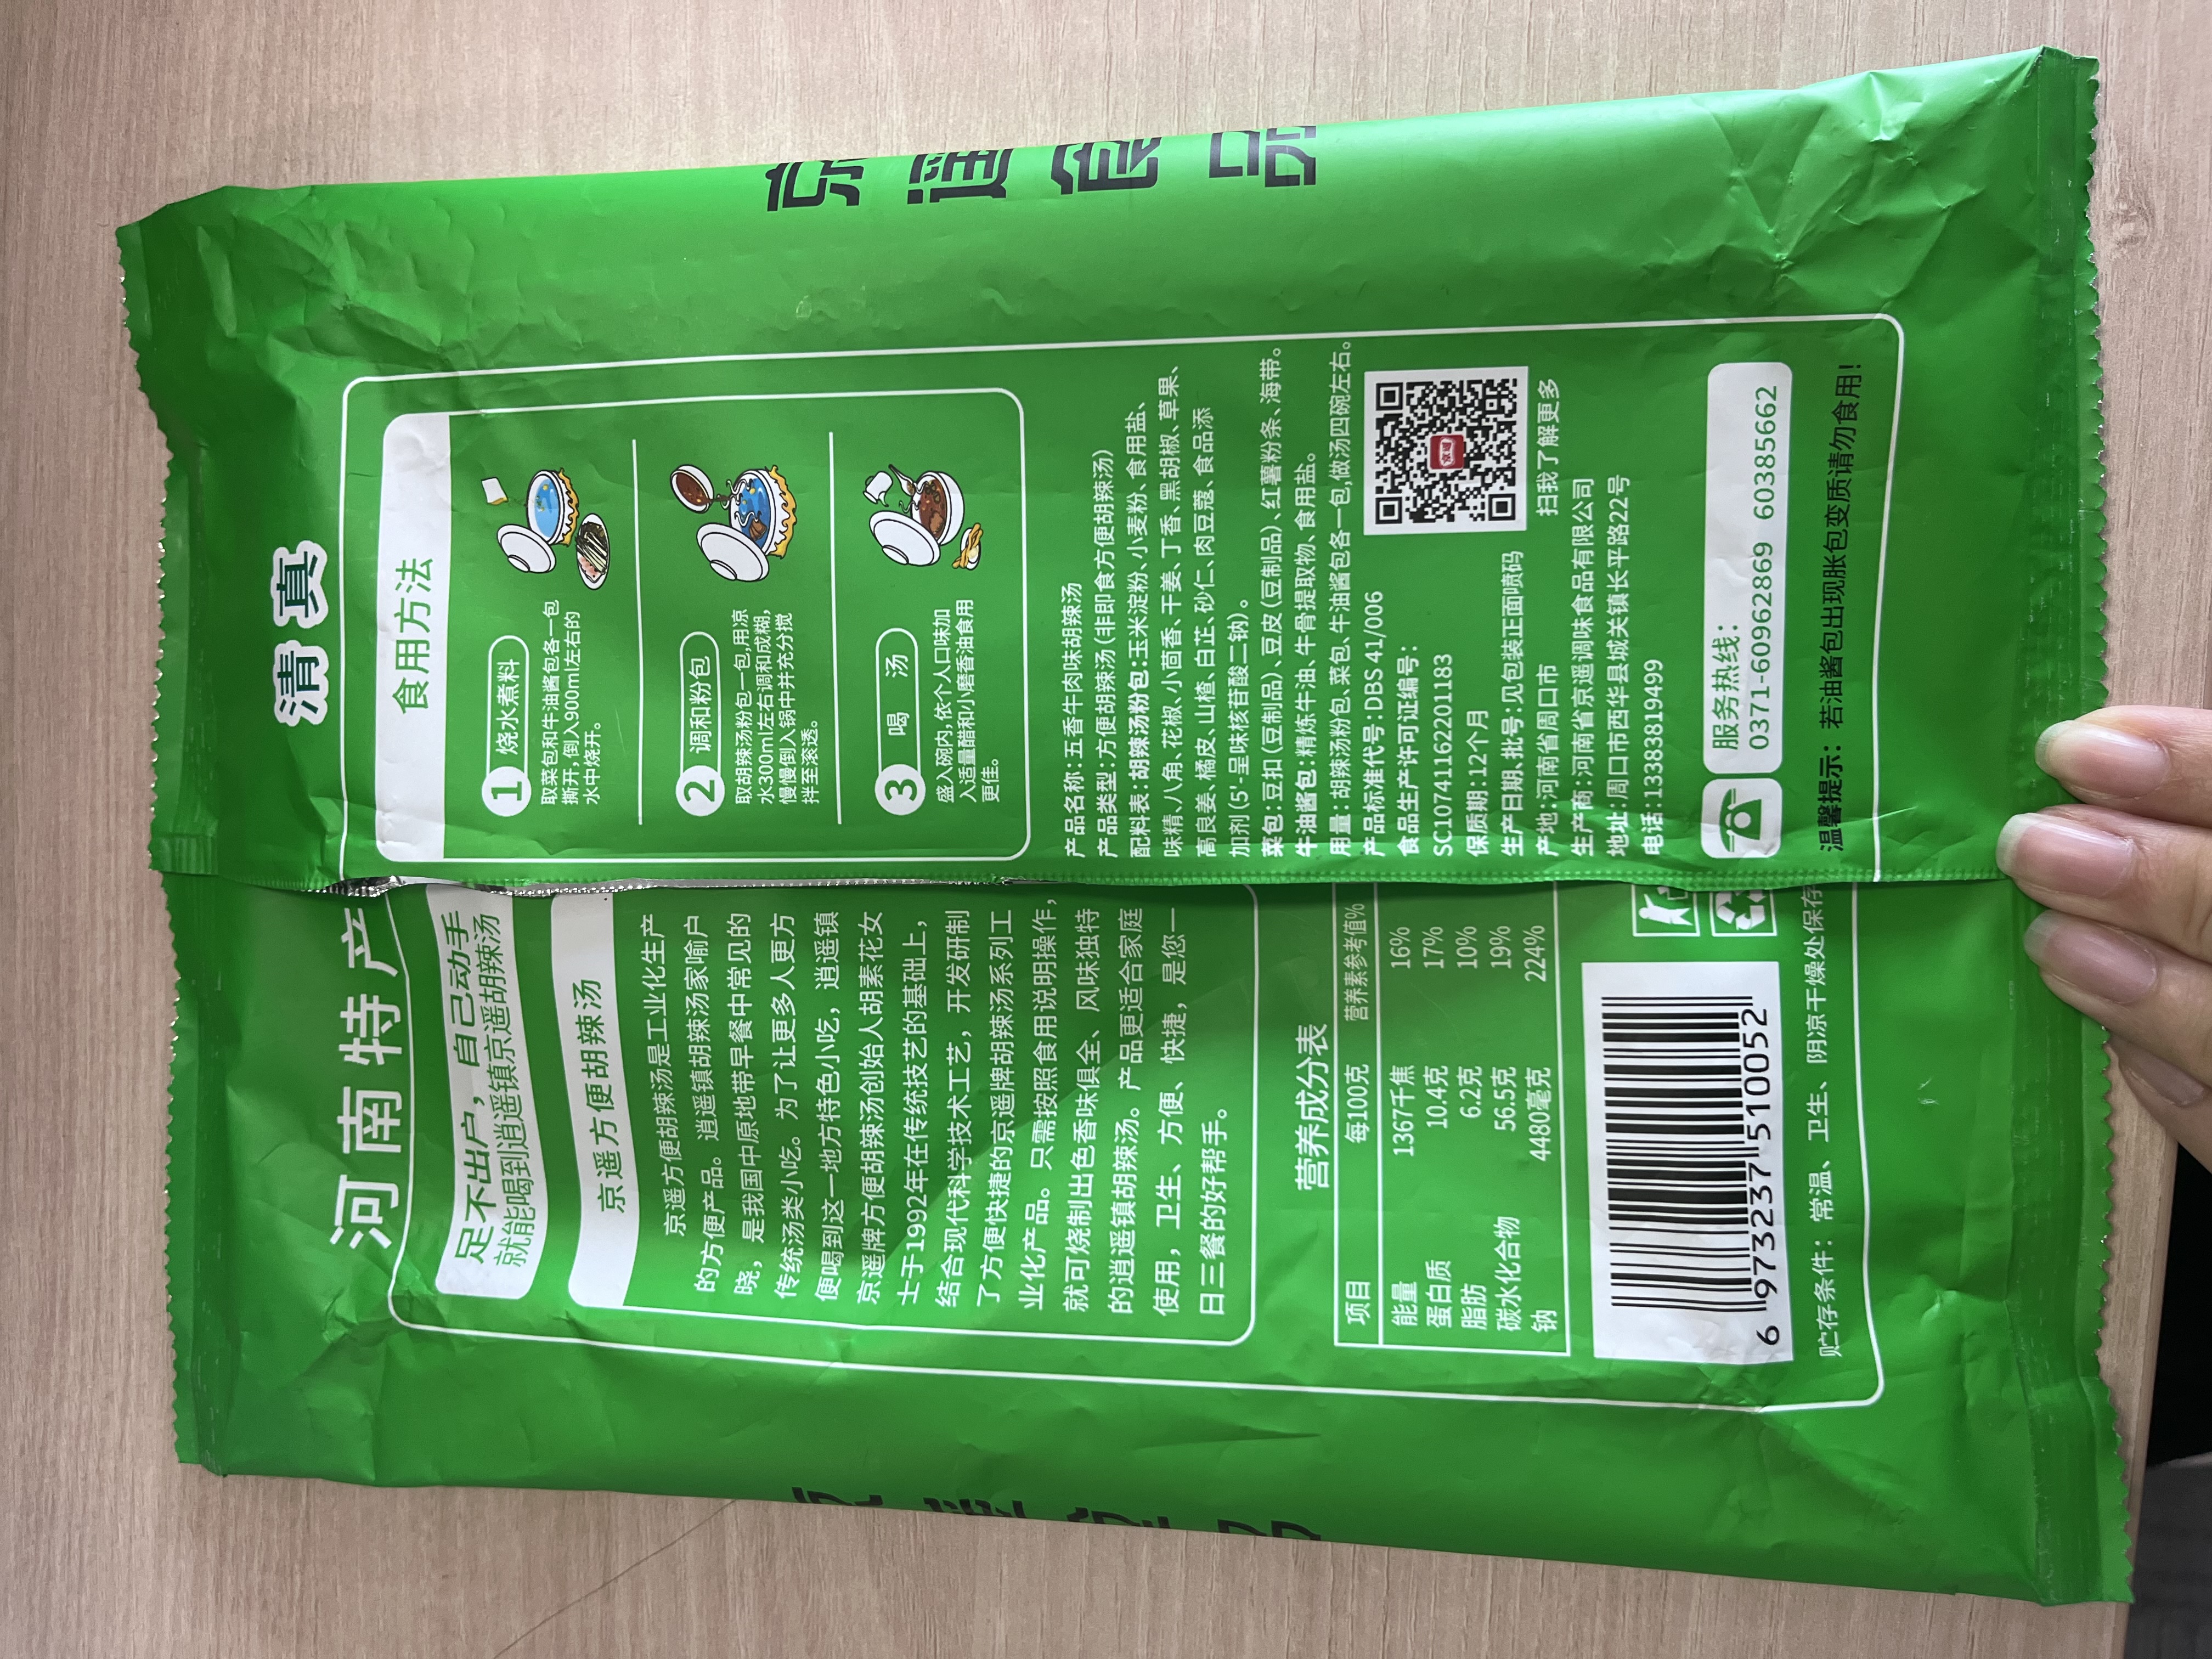 河南特产
足不出户，自己动手
就能喝到逍遥镇京遥胡辣汤
京遥方便胡辣汤
京遥方便胡辣汤是工业化生产
的方便产品。逍遥镇胡辣汤家喻户
晓，是我国中原地带早餐中常见的
传统汤类小吃。为了让更多人更方
便喝到这一地方特色小吃，逍遥镇
京遥牌方便胡辣汤创始人胡素花女
士于1992年在传统技艺的基础上，
结合现代科学技术工艺，开发研制
了方便快捷的京遥牌胡辣汤系列工
业化产品。只需按照食用说明操作，
就可烧制出色香味俱全、风味独特
的逍遥镇胡辣汤。产品更适合家庭
使用，卫生、方便、快捷，是您一
日三餐的好帮手。
营养成分表
项目 每100克 营养素参考值%
能量 1367千焦 16%
蛋白质 10.4克 17%
脂肪 6.2克 10%
碳水化合物 56.5克 19%
钠 4480毫克 224%
6 973237 510052
贮存条件：常温、卫生、阴凉干燥处保存
清真
食用方法
1 烧水煮料
取菜包和牛油酱包各一包
撕开，倒入900ml左右的
水中烧开。
2 调和粉包
取胡辣汤粉包一包，用凉
水300ml左右调和成糊，
慢慢倒入锅中并充分搅
拌至滚透。
3 喝 汤
盛入碗内，依个人口味加
入适量醋和小磨香油食用
更佳。
产品名称：五香牛肉味胡辣汤
产品类型：方便胡辣汤（非即食方便胡辣汤）
配料表：胡辣汤粉包：玉米淀粉、小麦粉、食用盐、
味精、八角、花椒、小茴香、干姜、丁香、黑胡椒、草果、
高良姜、橘皮、山楂、白芷、砂仁、肉豆蔻、食品添
加剂（5'-呈味核苷酸二钠）。
菜包：豆扣（豆制品）、豆皮（豆制品）、红薯粉条、海带。
牛油酱包：精炼牛油、牛骨提取物、食用盐。
用量：胡辣汤粉包、菜包、牛油酱包各一包，做汤四碗左右。
产品标准代号：DBS 41/006
食品生产许可证编号：
SC10741162201183
保质期：12个月
生产日期、批号：见包装正面喷码
产地：河南省周口市
生产商：河南省京遥调味食品有限公司
地址：周口市西华县城关镇长平路22号
电话：13383819499
扫我了解更多
服务热线：
0371-60962869 60385662
温馨提示：若油酱包出现胀包变质请勿食用！